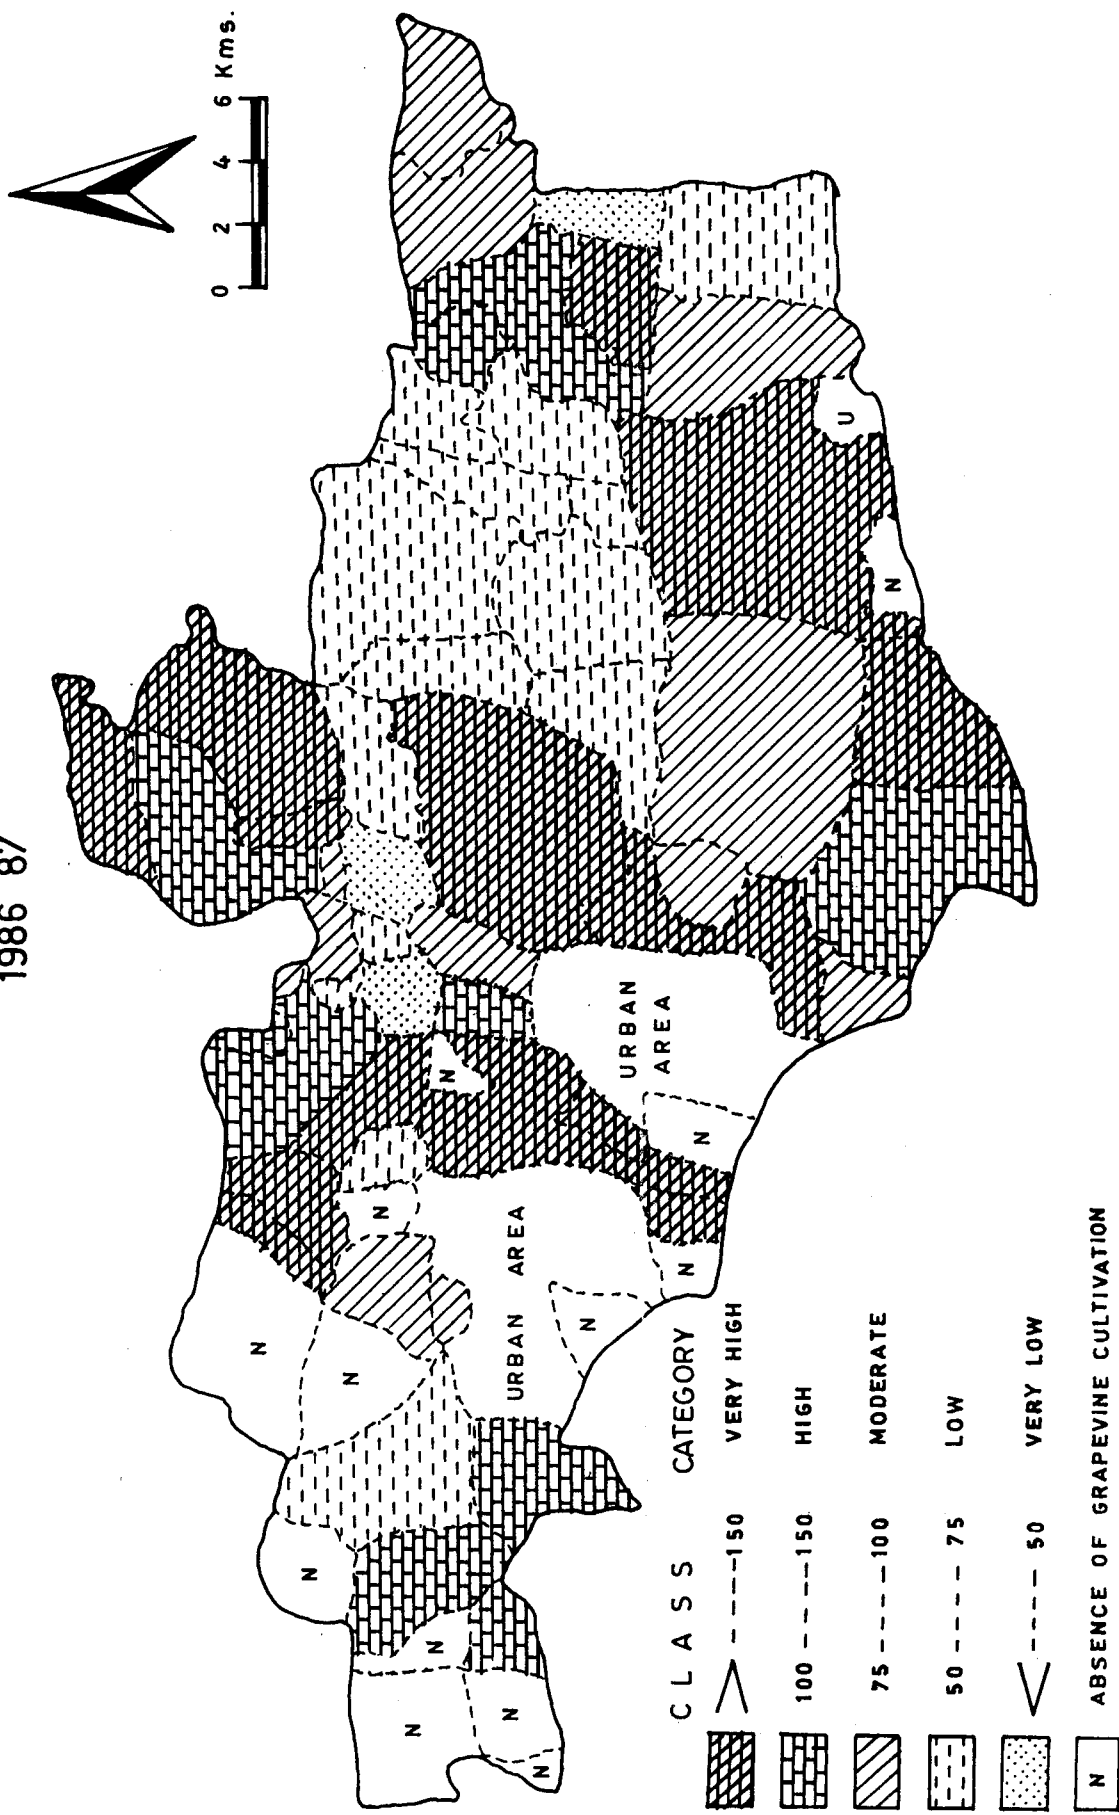 1986 87
0 2 4 6 Kms.
N
N
N
N
N
N
N
N
N
N
N
N
N
N
URBAN AREA
URBAN
AREA
U
CLASS CATEGORY
> ----150 VERY HIGH
100 ----150 HIGH
75 ----100 MODERATE
50 ---- 75 LOW
< ---- 50 VERY LOW
N ABSENCE OF GRAPEVINE CULTIVATION